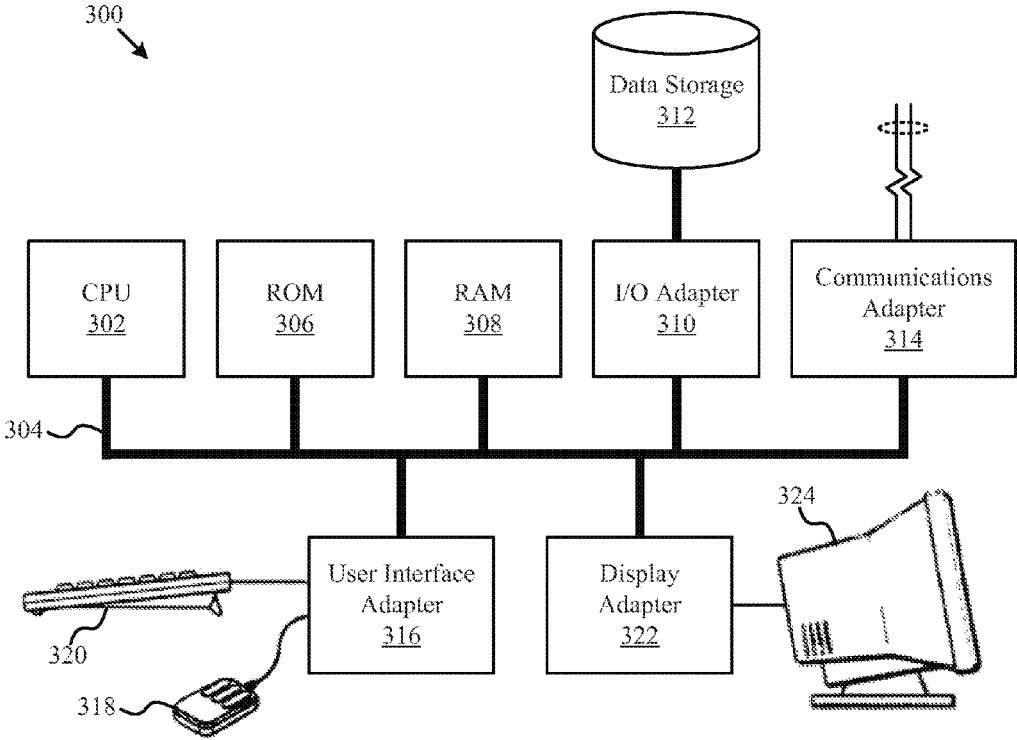 300
Data Storage
312
CPU
302
ROM
306
RAM
308
I/O Adapter
310
Communications
Adapter
314
304
324
User Interface
Adapter
316
Display
Adapter
322
320
318